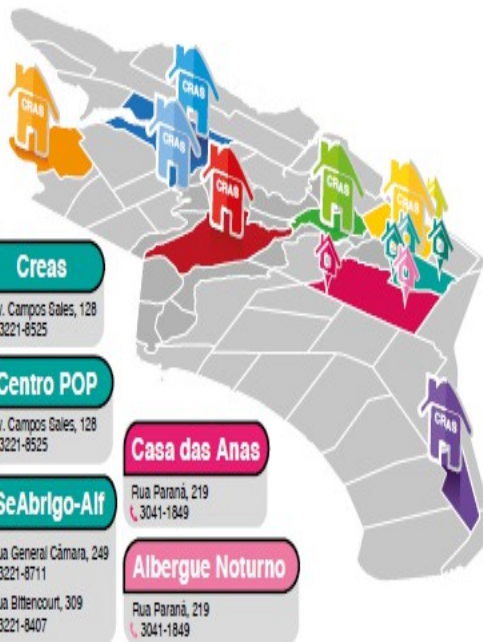 CRAS
CRAS
CRAS
CRAS
CRAS
CRAS
CRAS
Creas
v. Campos Sales, 128
3221-8525
Centro POP
v. Campos Sales, 128
3221-8525
SeAbrigo-Aif
ua General Câmara, 249
3221-8711
ua Bittencourt, 309
3221-8407
Casa das Anas
Rua Paraná, 219
3041-1849
Albergue Noturno
Rua Paraná, 219
3041-1849